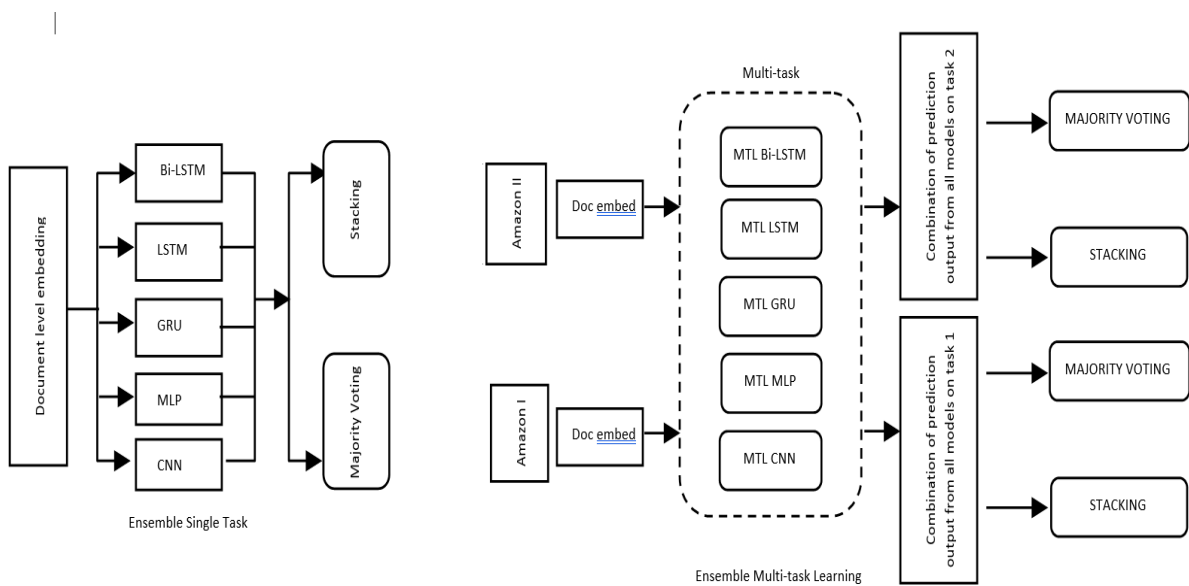 Document level embedding
Bi-LSTM
LSTM
GRU
MLP
CNN
Stacking
Majority Voting
Ensemble Single Task
Multi-task
Amazon II
Doc embed
Amazon I
Doc embed
MTL Bi-LSTM
MTL LSTM
MTL GRU
MTL MLP
MTL CNN
Combination of prediction
output from all models on task 2
MAJORITY VOTING
STACKING
Combination of prediction
output from all models on task 1
MAJORITY VOTING
STACKING
Ensemble Multi-task Learning